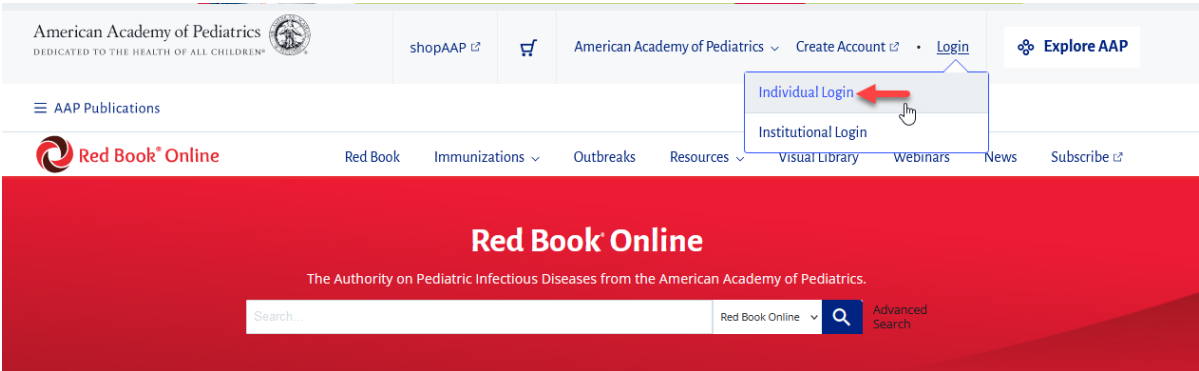 American Academy of Pediatrics
DEDICATED TO THE HEALTH OF ALL CHILDREN®
shopAAP
American Academy of Pediatrics
Create Account
Login
Explore AAP
Individual Login
Institutional Login
AAP Publications
Red Book® Online
Red Book
Immunizations
Outbreaks
Resources
Visual Library
Webinars
News
Subscribe
Red Book® Online
The Authority on Pediatric Infectious Diseases from the American Academy of Pediatrics.
Search...
Red Book Online
Advanced
Search